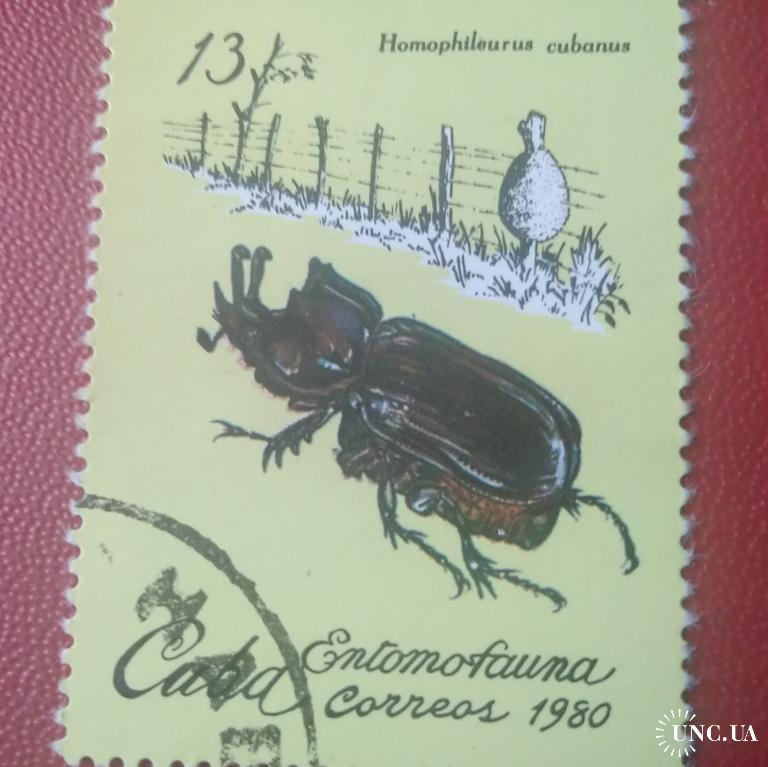 13
Homophileurus cubanus
Cuba
Entomofauna
Correos 1980
UNC.UA